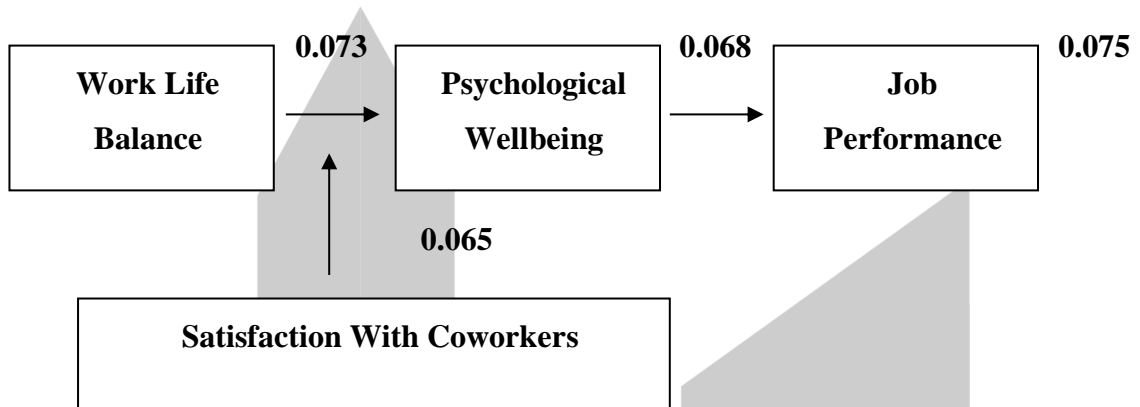 0.073
0.068
0.075
Work Life
Balance
Psychological
Wellbeing
Job
Performance
0.065
Satisfaction With Coworkers